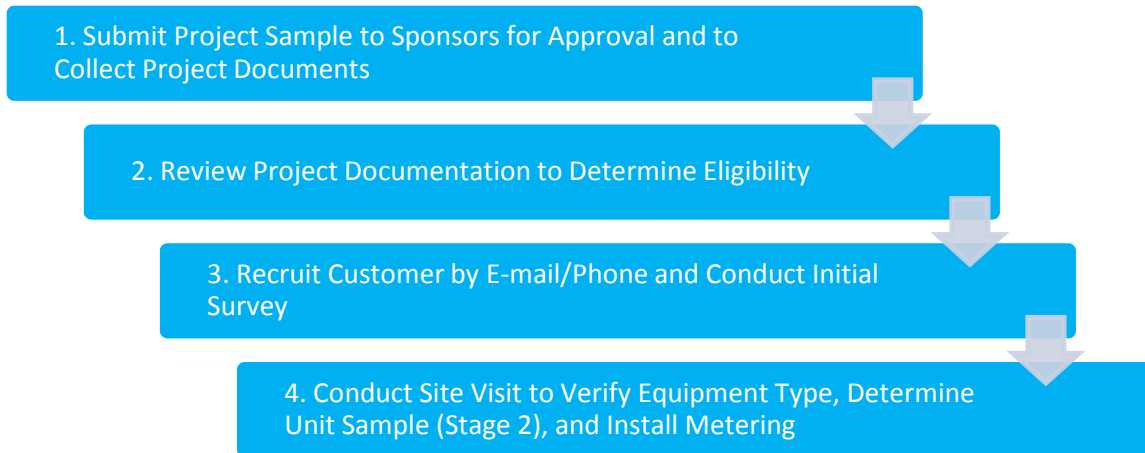 1. Submit Project Sample to Sponsors for Approval and to
Collect Project Documents
2. Review Project Documentation to Determine Eligibility
3. Recruit Customer by E-mail/Phone and Conduct Initial
Survey
4. Conduct Site Visit to Verify Equipment Type, Determine
Unit Sample (Stage 2), and Install Metering